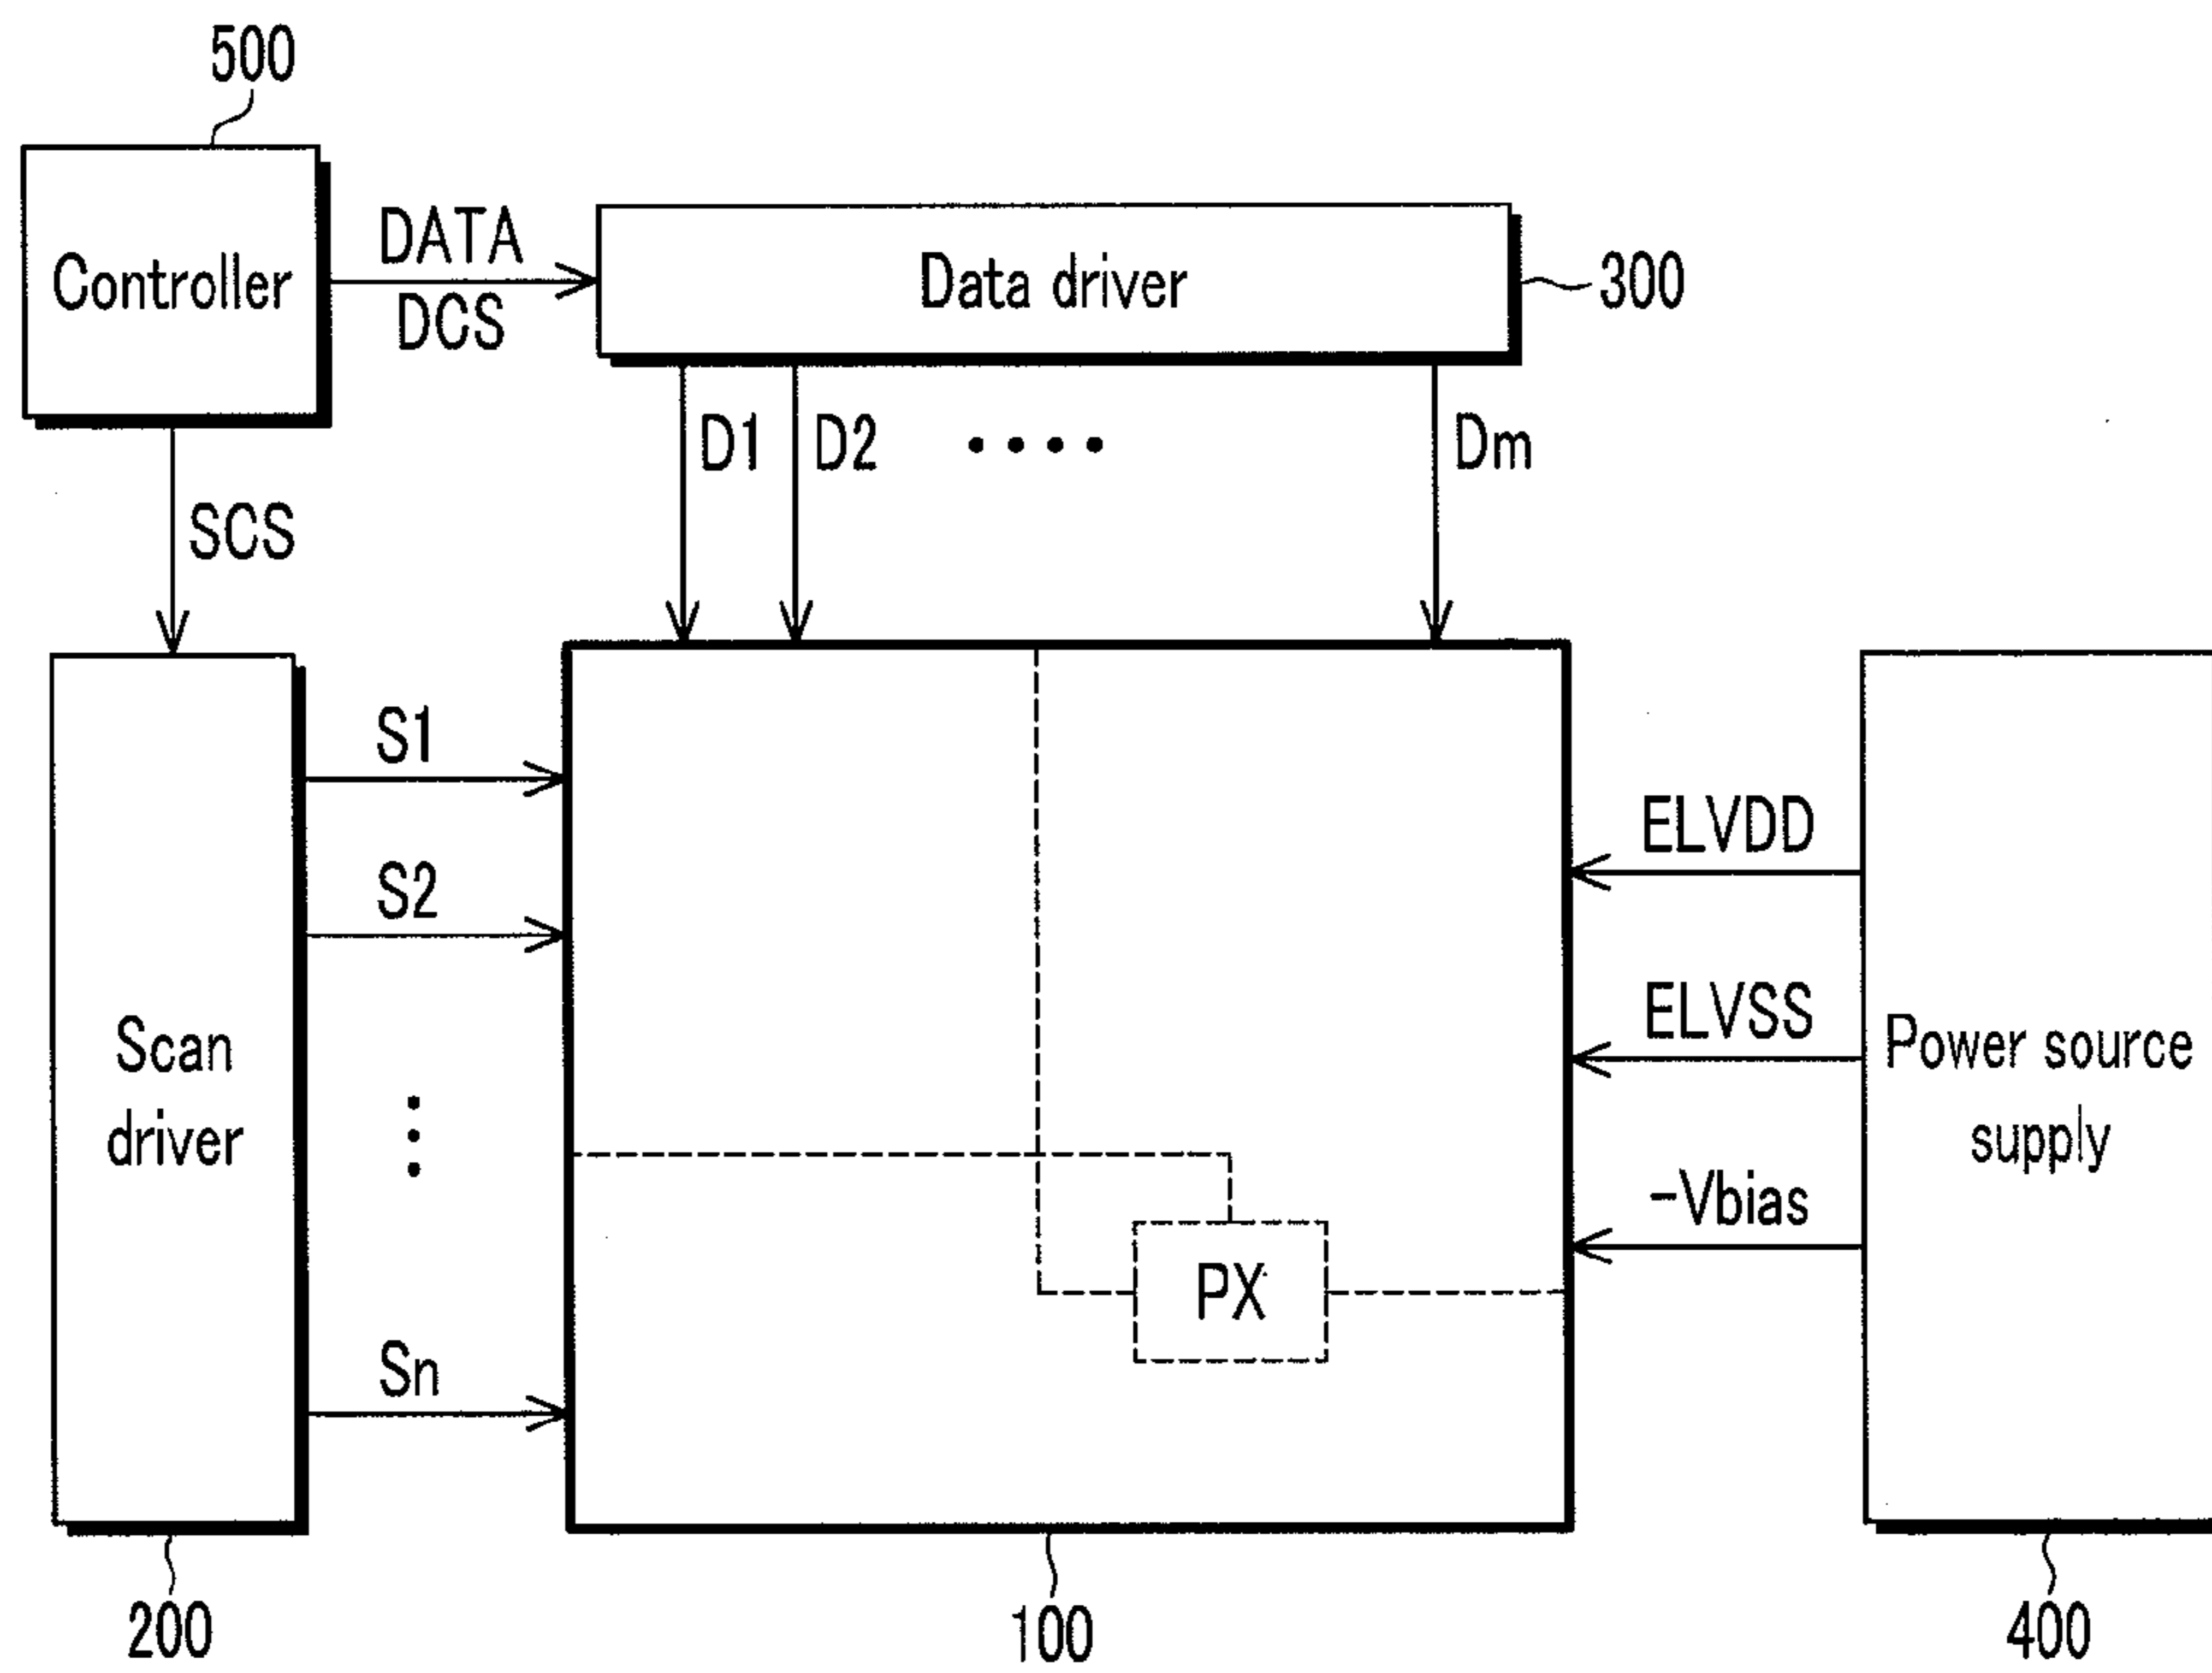 500
Controller
DATA
DCS
Data driver
300
D1
D2
Dm
SCS
S1
S2
Sn
Scan
driver
PX
ELVDD
ELVSS
-Vbias
Power source
supply
200
100
400